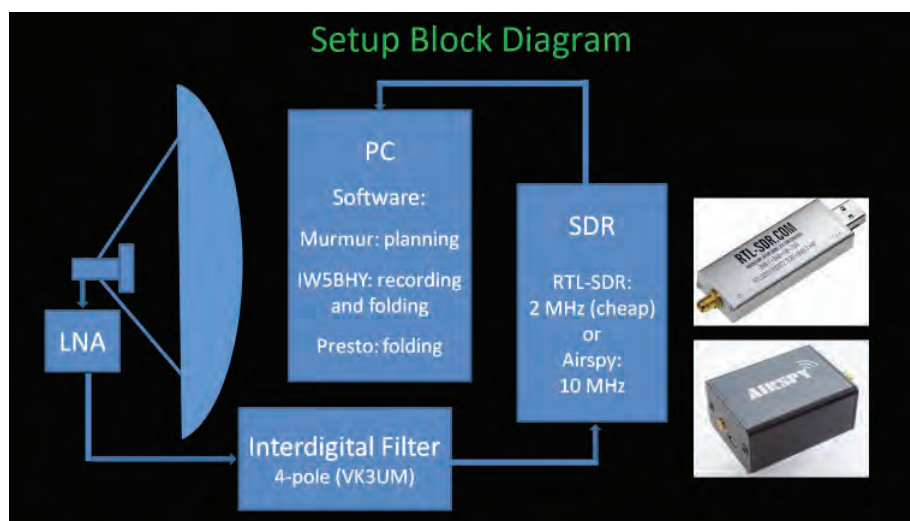 Setup Block Diagram
PC
Software:
Murmur: planning
IW5BHY: recording
and folding
Presto: folding
LNA
Interdigital Filter
4-pole (VK3UM)
SDR
RTL-SDR:
2 MHz (cheap)
or
Airspy:
10 MHz
RTL-SDR.COM
AIRSPY